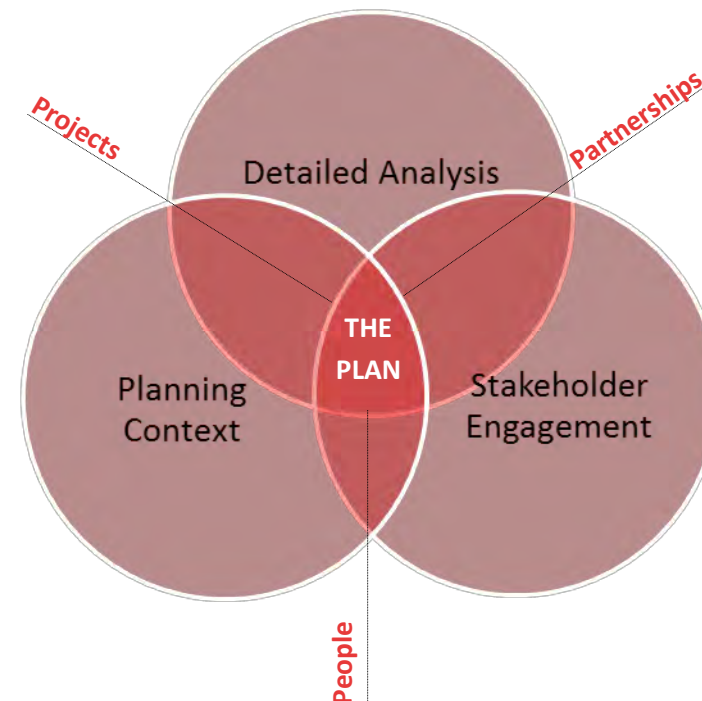 Projects
Partnerships
Detailed Analysis
THE
PLAN
Planning
Context
Stakeholder
Engagement
People